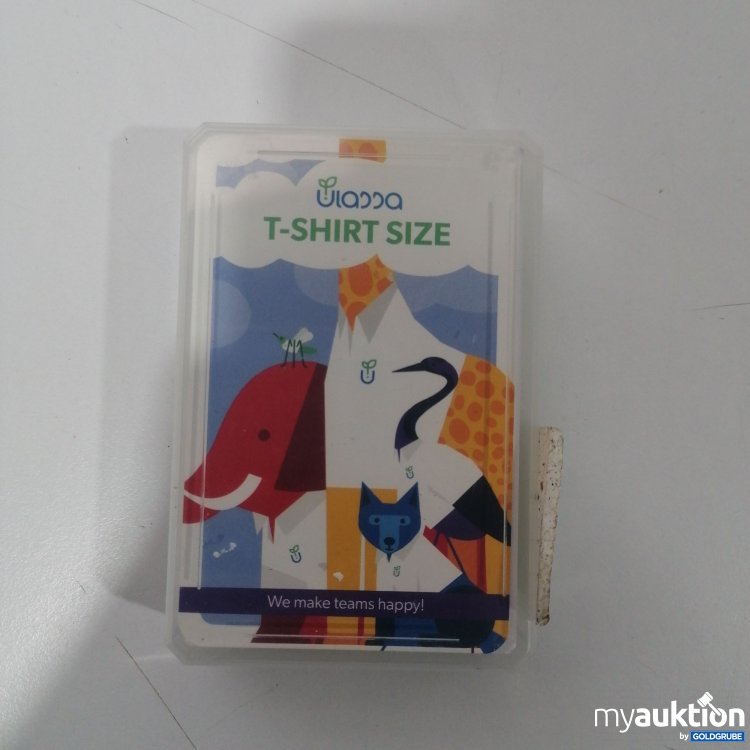 Ulassa
T-SHIRT SIZE
We make teams happy!
myauktion
by GOLDGRUBE